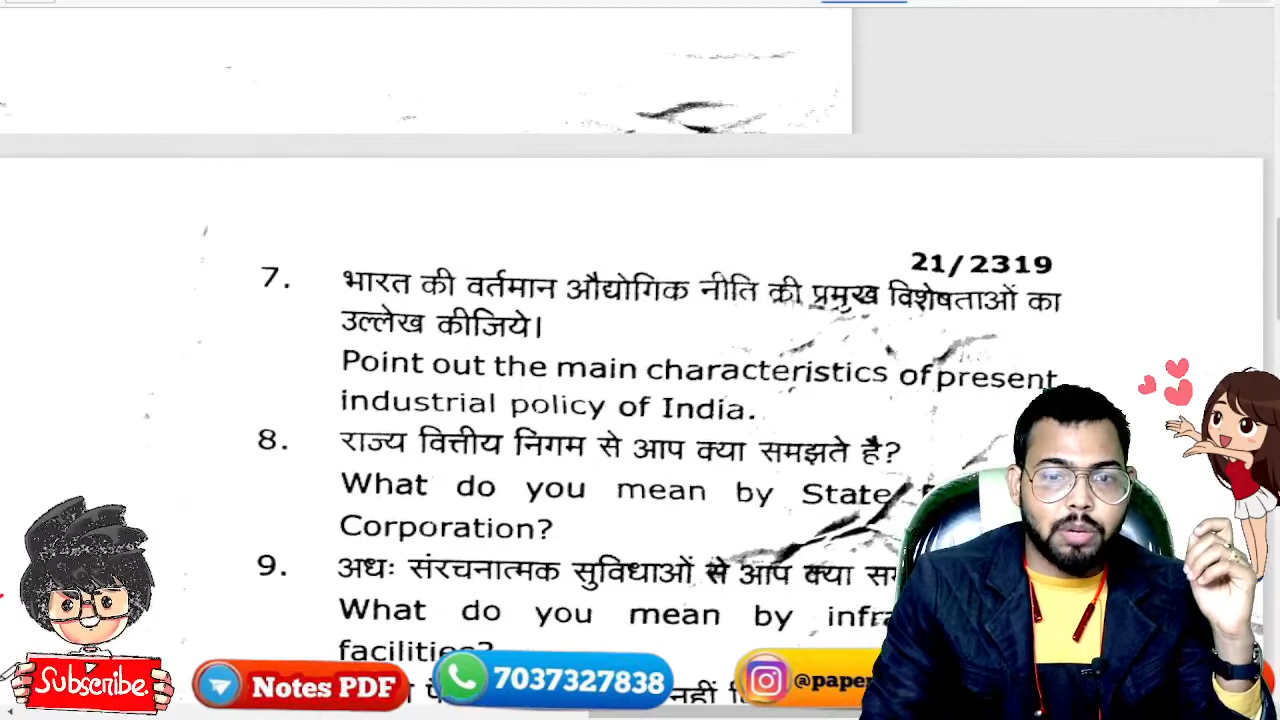 21/2319
7. भारत की वर्तमान औद्योगिक नीति की प्रमुख विशेषताओं का
उल्लेख कीजिये।
Point out the main characteristics of present
industrial policy of India.
8. राज्य वित्तीय निगम से आप क्या समझते है?
What do you mean by State
Corporation?
9. अधः संरचनात्मक सुविधाओं से आप क्या
What do you mean by
facilities?
नहीं
Subscribe.
Notes PDF
7037327838